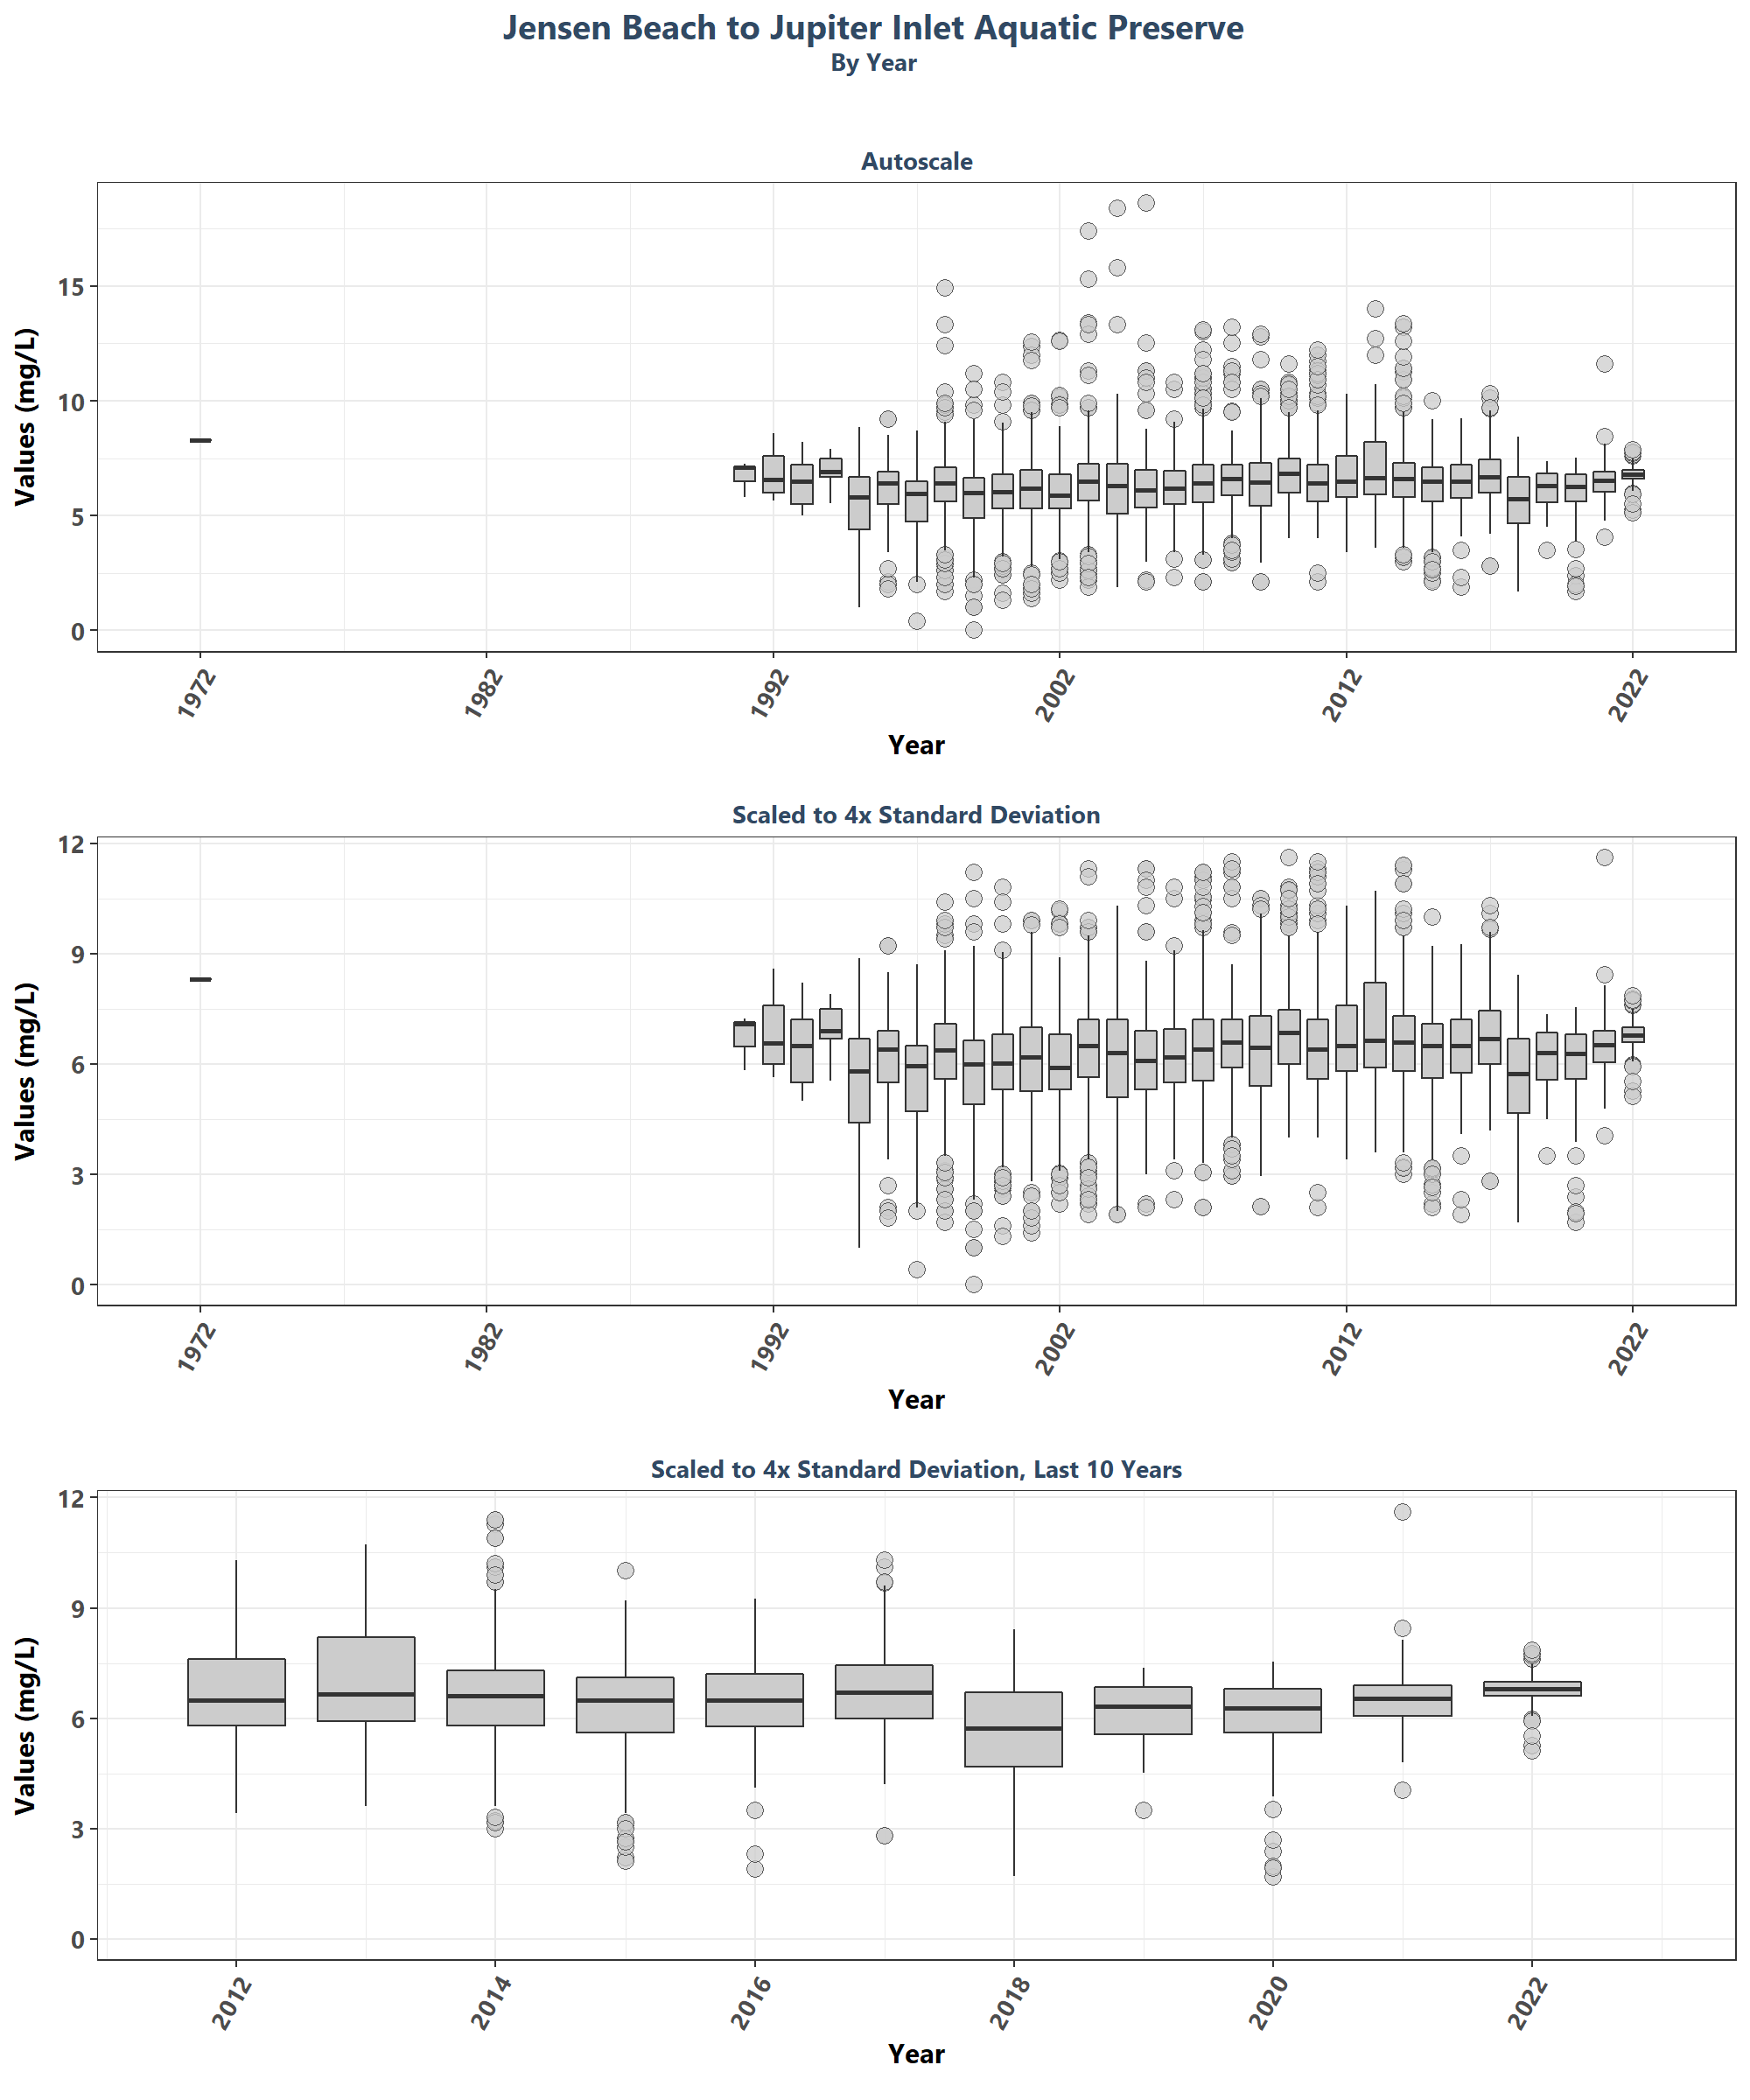 Jensen Beach to Jupiter Inlet Aquatic Preserve
By Year
Autoscale
Values (mg/L)
15
10
5
0
1972
1982
1992
2002
2012
2022
Year
Scaled to 4x Standard Deviation
Values (mg/L)
12
9
6
3
0
1972
1982
1992
2002
2012
2022
Year
Scaled to 4x Standard Deviation, Last 10 Years
Values (mg/L)
12
9
6
3
0
2012
2014
2016
2018
2020
2022
Year